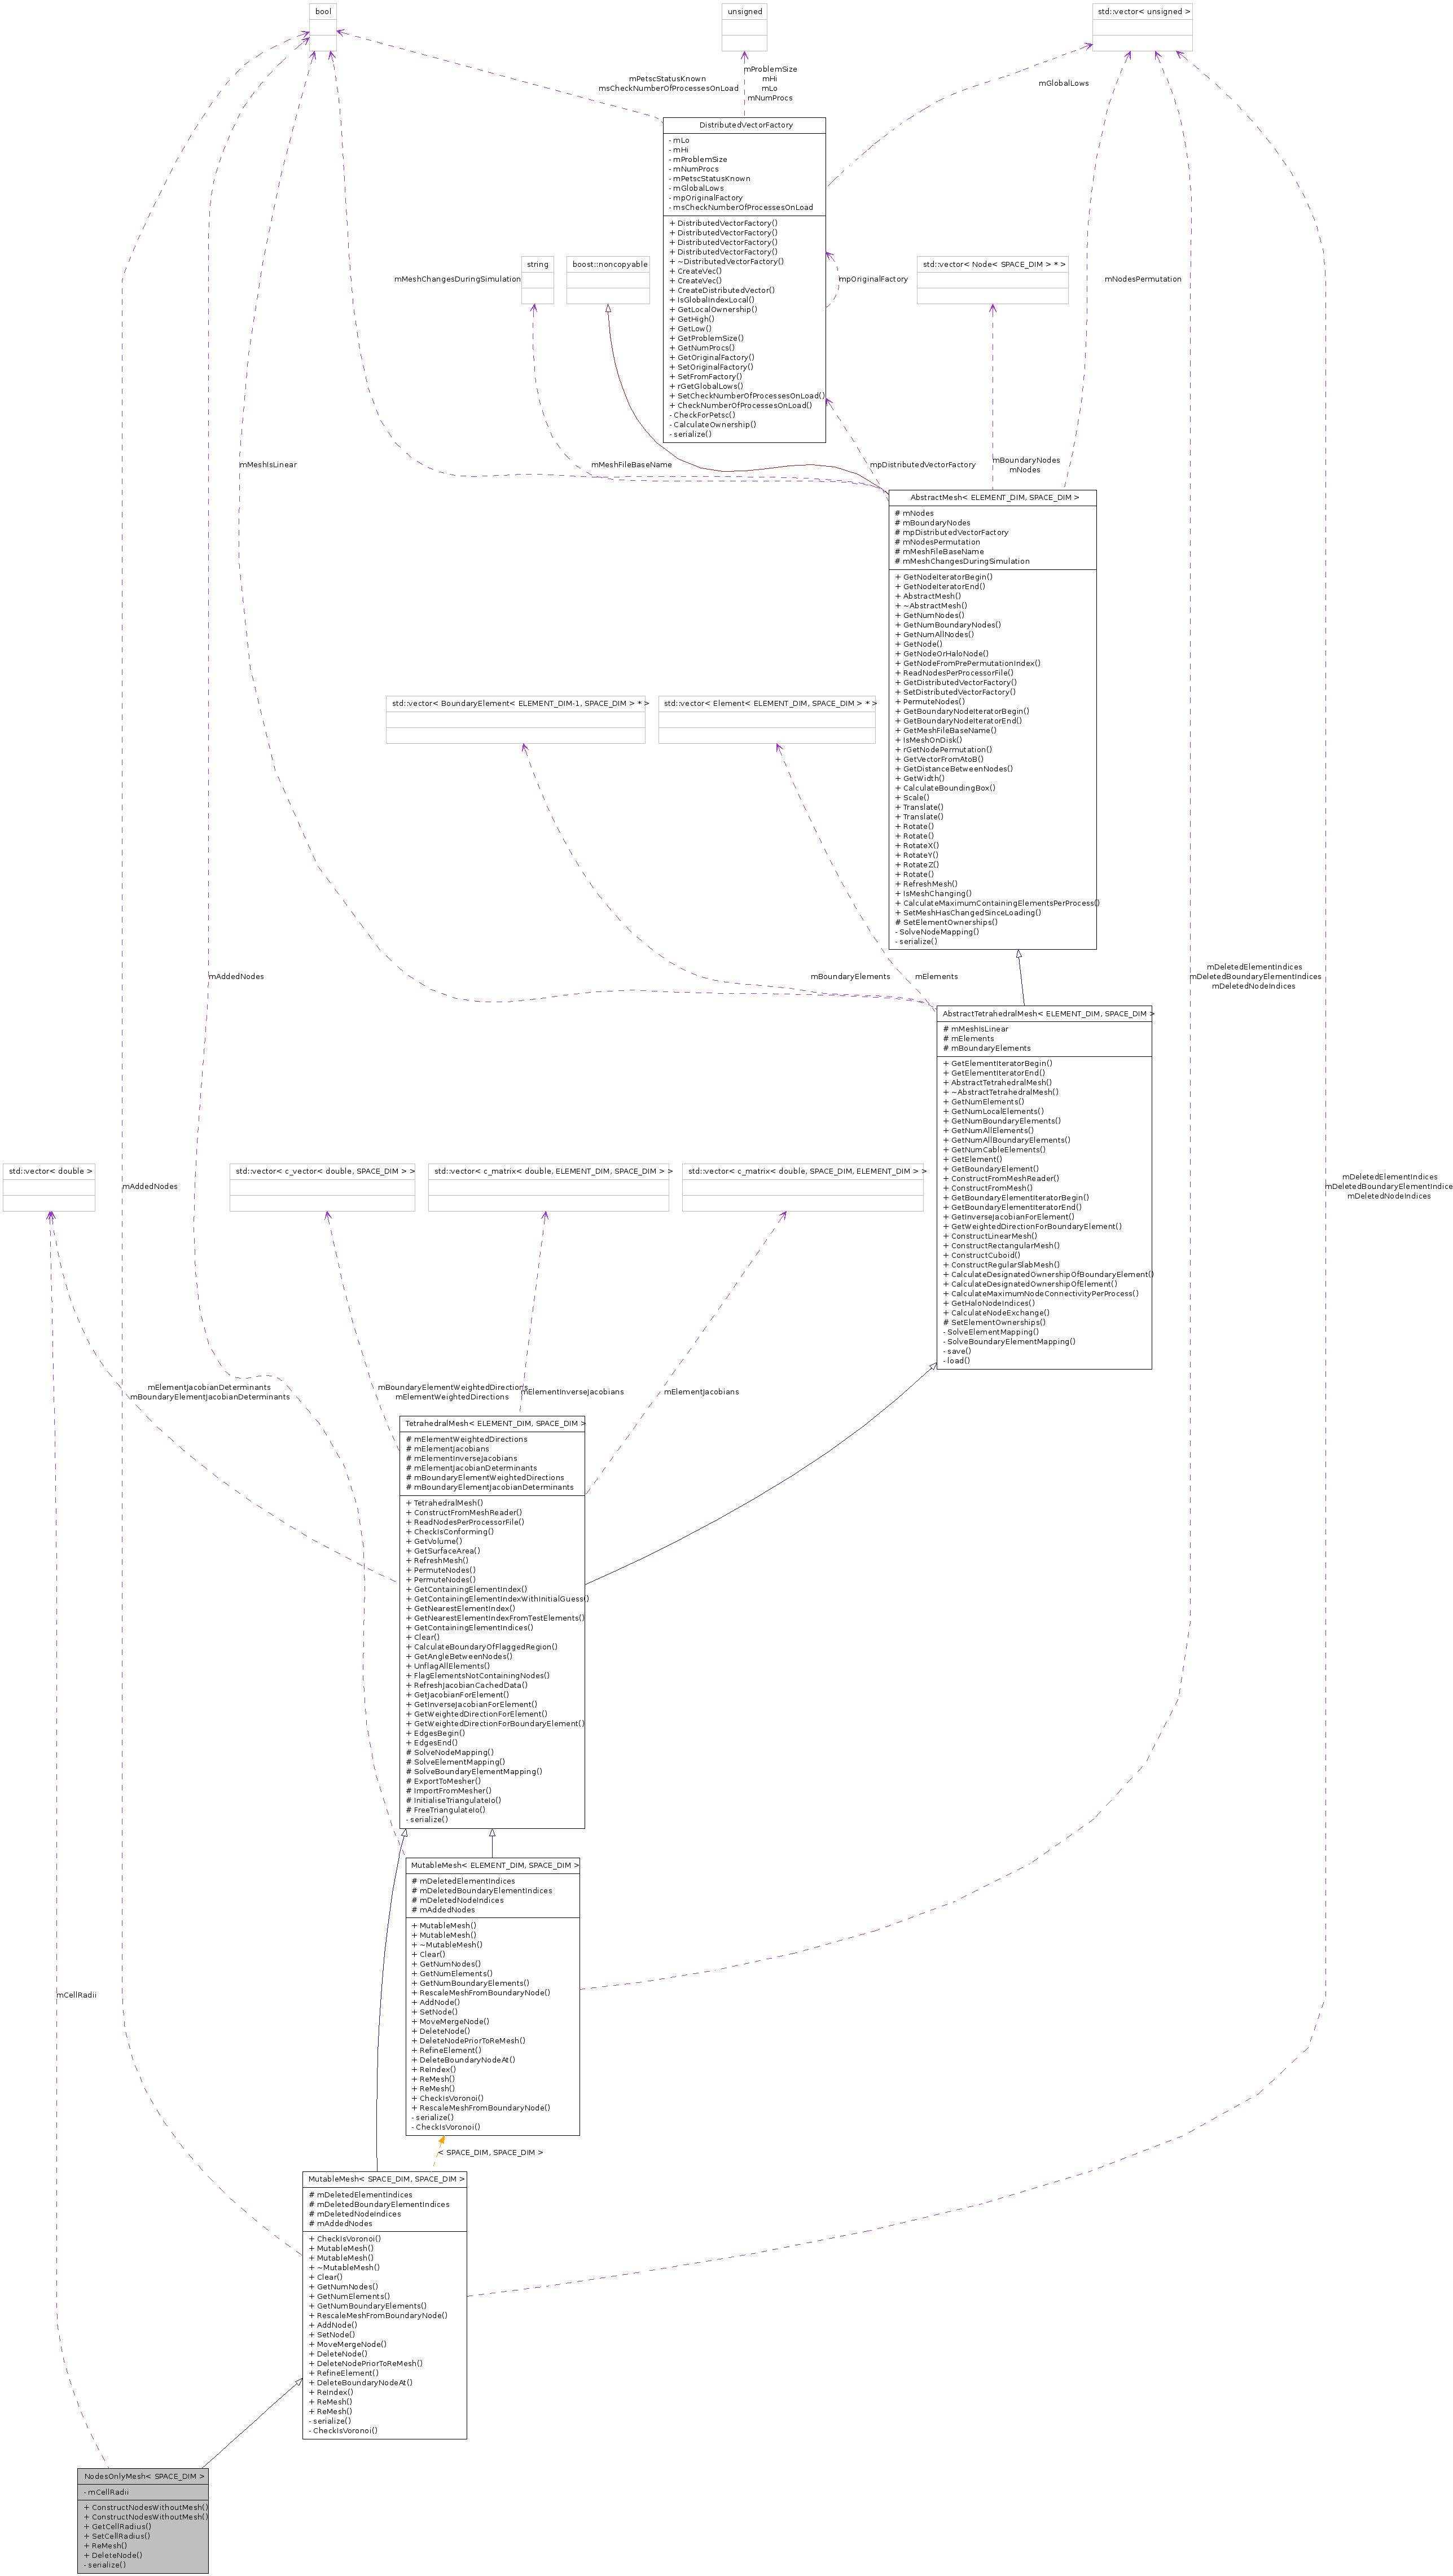 bool
unsigned
std::vector< unsigned >
mPetscStatusKnown
msCheckNumberOfProcessesOnLoad
mProblemSize
mHi
mLo
mNumProcs
mGlobalLows
DistributedVectorFactory
- mLo
- mHi
- mProblemSize
- mNumProcs
- mPetscStatusKnown
- mGlobalLows
- mpOriginalFactory
- msCheckNumberOfProcessesOnLoad
+ DistributedVectorFactory()
+ DistributedVectorFactory()
+ DistributedVectorFactory()
+ DistributedVectorFactory()
+ ~DistributedVectorFactory()
+ CreateVec()
+ CreateVec()
+ CreateDistributedVector()
+ IsGlobalIndexLocal()
+ GetLocalOwnership()
+ GetHigh()
+ GetLow()
+ GetProblemSize()
+ GetNumProcs()
+ GetOriginalFactory()
+ SetOriginalFactory()
+ SetFromFactory()
+ rGetGlobalLows()
+ SetCheckNumberOfProcessesOnLoad()
+ CheckNumberOfProcessesOnLoad()
- CheckForPetsc()
- CalculateOwnership()
- serialize()
string
boost::noncopyable
std::vector< Node< SPACE_DIM > * >
mMeshChangesDuringSimulation
mpOriginalFactory
mNodesPermutation
mMeshIsLinear
mMeshFileBaseName
mpDistributedVectorFactory
mBoundaryNodes
mNodes
AbstractMesh< ELEMENT_DIM, SPACE_DIM >
# mNodes
# mBoundaryNodes
# mpDistributedVectorFactory
# mNodesPermutation
# mMeshFileBaseName
# mMeshChangesDuringSimulation
+ GetNodeIteratorBegin()
+ GetNodeIteratorEnd()
+ AbstractMesh()
+ ~AbstractMesh()
+ GetNumNodes()
+ GetNumBoundaryNodes()
+ GetNumAllNodes()
+ GetNode()
+ GetNodeOrHaloNode()
+ GetNodeFromPrePermutationIndex()
+ ReadNodesPerProcessorFile()
+ GetDistributedVectorFactory()
+ SetDistributedVectorFactory()
+ PermuteNodes()
+ GetBoundaryNodeIteratorBegin()
+ GetBoundaryNodeIteratorEnd()
+ GetMeshFileBaseName()
+ IsMeshOnDisk()
+ rGetNodePermutation()
+ GetVectorFromAtoB()
+ GetDistanceBetweenNodes()
+ GetWidth()
+ CalculateBoundingBox()
+ Scale()
+ Translate()
+ Translate()
+ Rotate()
+ Rotate()
+ RotateX()
+ RotateY()
+ RotateZ()
+ Rotate()
+ RefreshMesh()
+ IsMeshChanging()
+ CalculateMaximumContainingElementsPerProcess()
+ SetMeshHasChangedSinceLoading()
# SetElementOwnerships()
- SolveNodeMapping()
- serialize()
std::vector< BoundaryElement< ELEMENT_DIM-1, SPACE_DIM > * >
std::vector< Element< ELEMENT_DIM, SPACE_DIM > * >
mAddedNodes
mBoundaryElements
mElements
mDeletedElementIndices
mDeletedBoundaryElementIndices
mDeletedNodeIndices
AbstractTetrahedralMesh< ELEMENT_DIM, SPACE_DIM >
# mMeshIsLinear
# mElements
# mBoundaryElements
+ GetElementIteratorBegin()
+ GetElementIteratorEnd()
+ AbstractTetrahedralMesh()
+ ~AbstractTetrahedralMesh()
+ GetNumElements()
+ GetNumLocalElements()
+ GetNumBoundaryElements()
+ GetNumAllElements()
+ GetNumAllBoundaryElements()
+ GetNumCableElements()
+ GetElement()
+ GetBoundaryElement()
+ ConstructFromMeshReader()
+ ConstructFromMesh()
+ GetBoundaryElementIteratorBegin()
+ GetBoundaryElementIteratorEnd()
+ GetInverseJacobianForElement()
+ GetWeightedDirectionForBoundaryElement()
+ ConstructLinearMesh()
+ ConstructRectangularMesh()
+ ConstructCuboid()
+ ConstructRegularSlabMesh()
+ CalculateDesignatedOwnershipOfBoundaryElement()
+ CalculateDesignatedOwnershipOfElement()
+ CalculateMaximumNodeConnectivityPerProcess()
+ GetHaloNodeIndices()
+ CalculateNodeExchange()
# SetElementOwnerships()
- SolveElementMapping()
- SolveBoundaryElementMapping()
- save()
- load()
std::vector< double >
std::vector< c_vector< double, SPACE_DIM > >
std::vector< c_matrix< double, ELEMENT_DIM, SPACE_DIM > >
std::vector< c_matrix< double, SPACE_DIM, ELEMENT_DIM > >
mAddedNodes
mDeletedElementIndices
mDeletedBoundaryElementIndice
mDeletedNodeIndices
mElementJacobianDeterminants
mBoundaryElementJacobianDeterminants
mBoundaryElementWeightedDirections
mElementWeightedDirections
mElementInverseJacobians
mElementJacobians
TetrahedralMesh< ELEMENT_DIM, SPACE_DIM >
# mElementWeightedDirections
# mElementJacobians
# mElementInverseJacobians
# mElementJacobianDeterminants
# mBoundaryElementWeightedDirections
# mBoundaryElementJacobianDeterminants
+ TetrahedralMesh()
+ ConstructFromMeshReader()
+ ReadNodesPerProcessorFile()
+ CheckIsConforming()
+ GetVolume()
+ GetSurfaceArea()
+ RefreshMesh()
+ PermuteNodes()
+ PermuteNodes()
+ GetContainingElementIndex()
+ GetContainingElementIndexWithInitialGuess()
+ GetNearestElementIndex()
+ GetNearestElementIndexFromTestElements()
+ GetContainingElementIndices()
+ Clear()
+ CalculateBoundaryOfFlaggedRegion()
+ GetAngleBetweenNodes()
+ UnflagAllElements()
+ FlagElementsNotContainingNodes()
+ RefreshJacobianCachedData()
+ GetJacobianForElement()
+ GetInverseJacobianForElement()
+ GetWeightedDirectionForElement()
+ GetWeightedDirectionForBoundaryElement()
+ EdgesBegin()
+ EdgesEnd()
# SolveNodeMapping()
# SolveElementMapping()
# SolveBoundaryElementMapping()
# ExportToMesher()
# ImportFromMesher()
# InitialiseTriangulateIo()
# FreeTriangulateIo()
- serialize()
MutableMesh< ELEMENT_DIM, SPACE_DIM >
# mDeletedElementIndices
# mDeletedBoundaryElementIndices
# mDeletedNodeIndices
# mAddedNodes
+ MutableMesh()
+ MutableMesh()
+ ~MutableMesh()
+ Clear()
+ GetNumNodes()
+ GetNumElements()
+ GetNumBoundaryElements()
+ RescaleMeshFromBoundaryNode()
+ AddNode()
+ SetNode()
+ MoveMergeNode()
+ DeleteNode()
+ DeleteNodePriorToReMesh()
+ RefineElement()
+ DeleteBoundaryNodeAt()
+ ReIndex()
+ ReMesh()
+ ReMesh()
+ CheckIsVoronoi()
+ RescaleMeshFromBoundaryNode()
- serialize()
- CheckIsVoronoi()
mCellRadii
< SPACE_DIM, SPACE_DIM >
MutableMesh< SPACE_DIM, SPACE_DIM >
# mDeletedElementIndices
# mDeletedBoundaryElementIndices
# mDeletedNodeIndices
# mAddedNodes
+ CheckIsVoronoi()
+ MutableMesh()
+ MutableMesh()
+ ~MutableMesh()
+ Clear()
+ GetNumNodes()
+ GetNumElements()
+ GetNumBoundaryElements()
+ RescaleMeshFromBoundaryNode()
+ AddNode()
+ SetNode()
+ MoveMergeNode()
+ DeleteNode()
+ DeleteNodePriorToReMesh()
+ RefineElement()
+ DeleteBoundaryNodeAt()
+ ReIndex()
+ ReMesh()
+ ReMesh()
- serialize()
- CheckIsVoronoi()
NodesOnlyMesh< SPACE_DIM >
- mCellRadii
+ ConstructNodesWithoutMesh()
+ ConstructNodesWithoutMesh()
+ GetCellRadius()
+ SetCellRadius()
+ ReMesh()
+ DeleteNode()
- serialize()